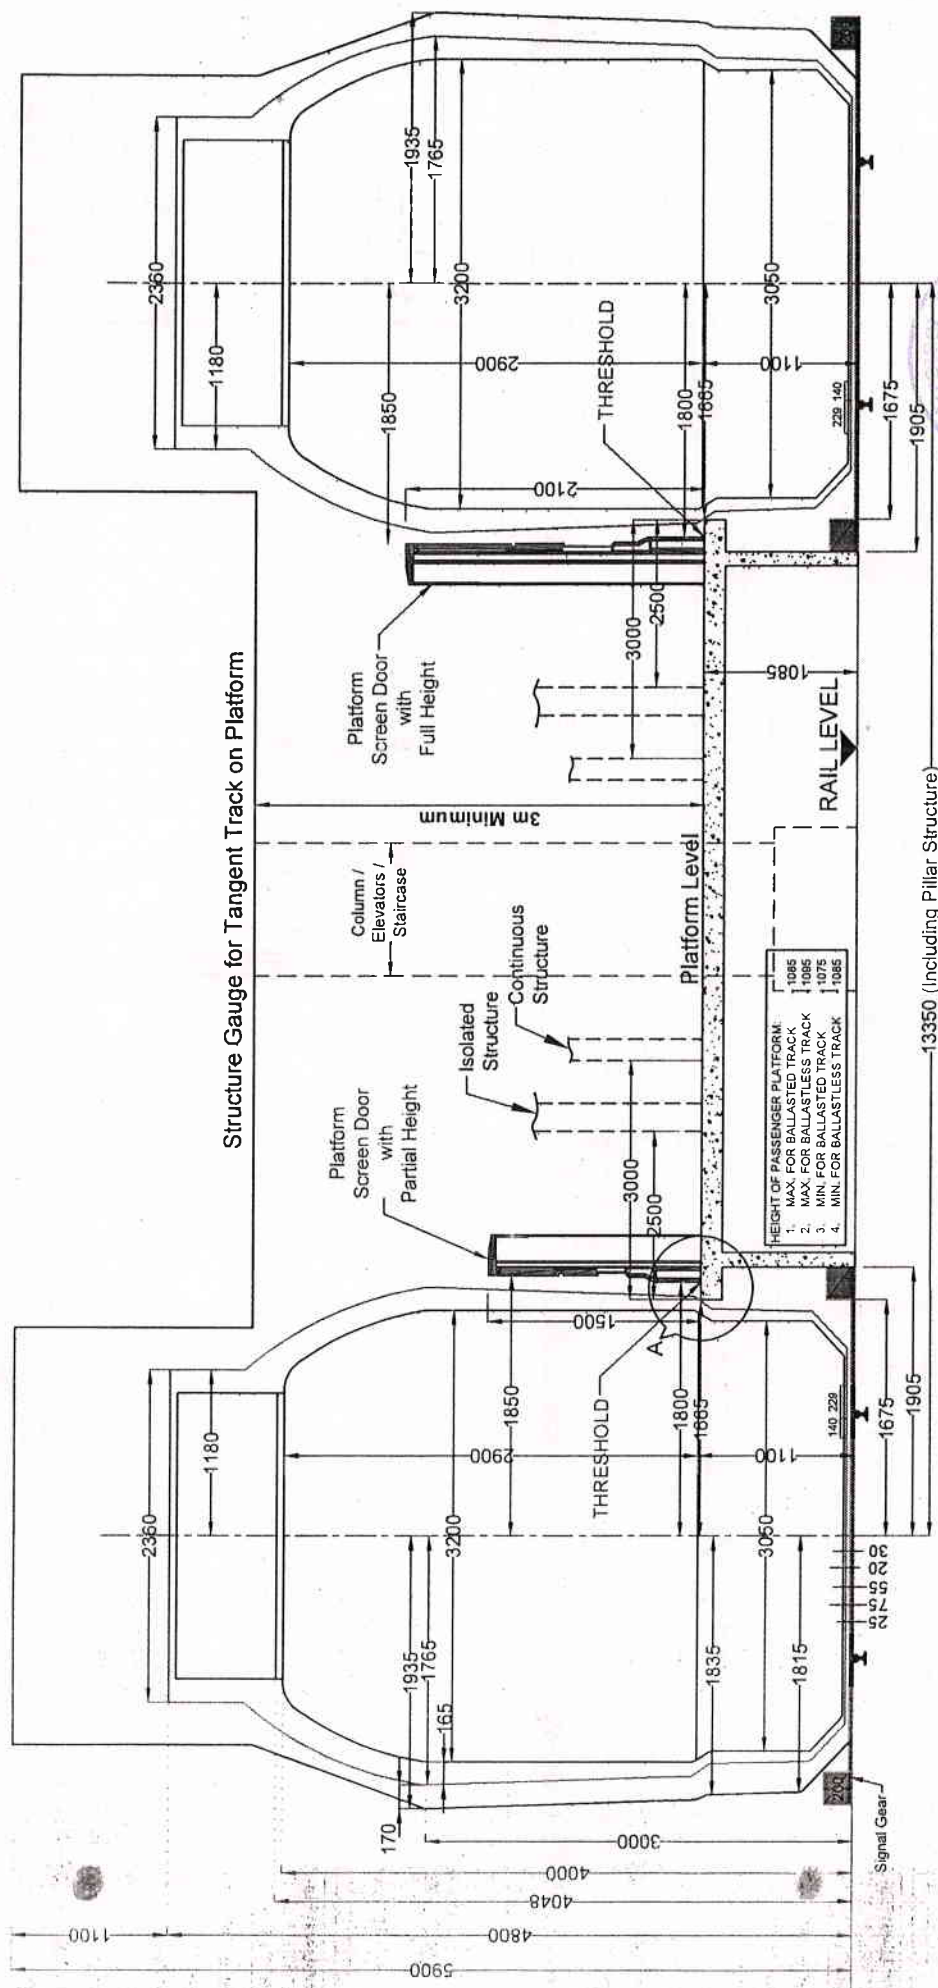 Structure Gauge for Tangent Track on Platform
5900
1100
4800
4048
4000
3000
170
165
2360
1180
1935
1765
3200
2900
1850
1500
1835
1815
3050
1100
1800
1665
1675
1905
THRESHOLD
A
140 229
25
75
55
20
30
200
Signal Gear
Platform
Screen Door
with
Partial Height
3000
2500
Isolated
Structure
Continuous
Structure
Column /
Elevators /
Staircase
3m Minimum
Platform Level
Platform
Screen Door
with
Full Height
3000
2500
1085
RAIL LEVEL
HEIGHT OF PASSENGER PLATFORM:
1. MAX. FOR BALLASTED TRACK 1085
2. MAX. FOR BALLASTLESS TRACK 1095
3. MIN. FOR BALLASTED TRACK 1075
4. MIN. FOR BALLASTLESS TRACK 1085
13350 (Including Pillar Structure)
2360
1180
1935
1765
3200
2900
1850
2100
THRESHOLD
1800
1685
3050
1100
229 140
1675
1905